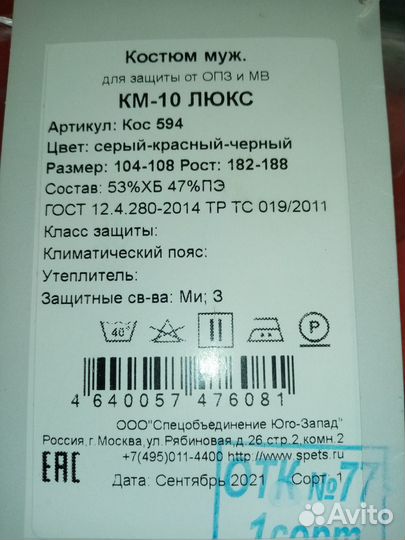 Костюм муж.
для защиты от ОПЗ и МВ
КМ-10 ЛЮКС
Артикул: Кос 594
Цвет: серый-красный-черный
Размер: 104-108 Рост: 182-188
Состав: 53%ХБ 47%ПЭ
ГОСТ 12.4.280-2014 ТР ТС 019/2011
Класс защиты:
Климатический пояс:
Утеплитель:
Защитные св-ва: Ми; З
40 P
4 640057 476081
ООО"Спецобъединение Юго-Запад"
Россия, г.Москва,ул.Рябиновая,д.26 стр.2,комн.2
+7(495)011-4400 http://www.spets.ru
EAC Дата: Сентябрь 2021 Сорт: 1
ОТК №77
1 сорт
Avito